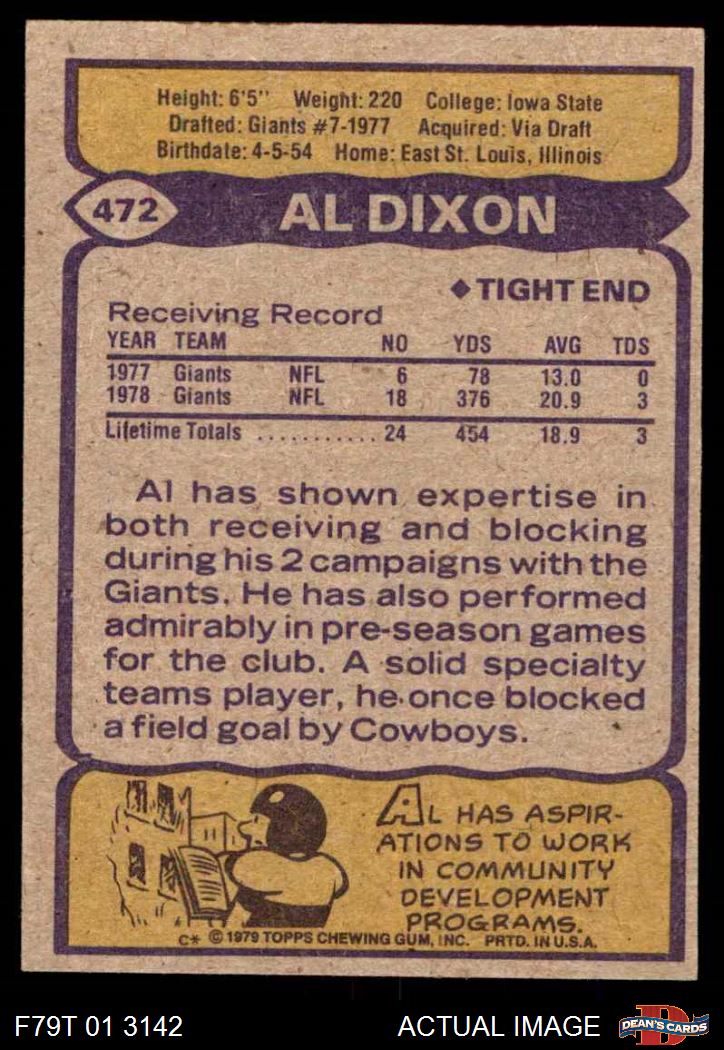 Height: 6'5" Weight: 220 College: Iowa State
Drafted: Giants #7-1977 Acquired: Via Draft
Birthdate: 4-5-54 Home: East St. Louis, Illinois
472 AL DIXON
◆ TIGHT END
Receiving Record
YEAR TEAM NO YDS AVG TDS
1977 Giants NFL 6 78 13.0 0
1978 Giants NFL 18 376 20.9 3
Lifetime Totals ........... 24 454 18.9 3
Al has shown expertise in
both receiving and blocking
during his 2 campaigns with the
Giants. He has also performed
admirably in pre-season games
for the club. A solid specialty
teams player, he once blocked
a field goal by Cowboys.
AL HAS ASPIR-
ATIONS TO WORK
IN COMMUNITY
DEVELOPMENT
PROGRAMS.
C* © 1979 TOPPS CHEWING GUM, INC. PRTD. IN U.S.A.
F79T 01 3142 ACTUAL IMAGE D DEAN'S CARDS